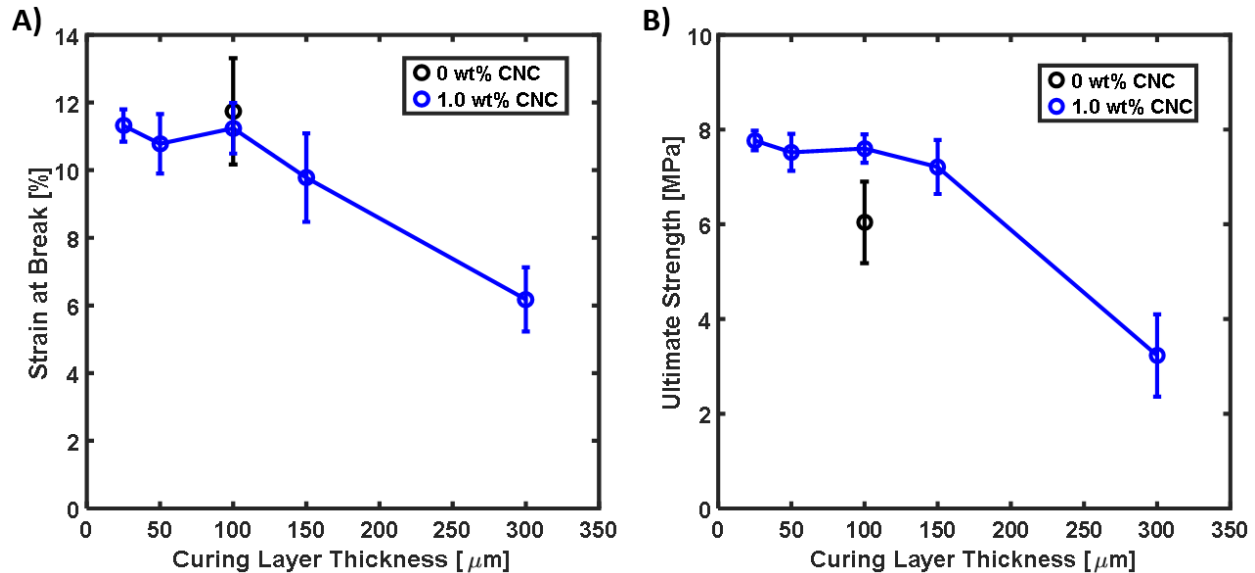 A)
14
12
10
8
6
4
2
0
Strain at Break [%]
0 wt% CNC
1.0 wt% CNC
0 50 100 150 200 250 300 350
Curing Layer Thickness [ μm]
B)
10
8
6
4
2
0
Ultimate Strength [MPa]
0 wt% CNC
1.0 wt% CNC
0 50 100 150 200 250 300 350
Curing Layer Thickness [ μm]